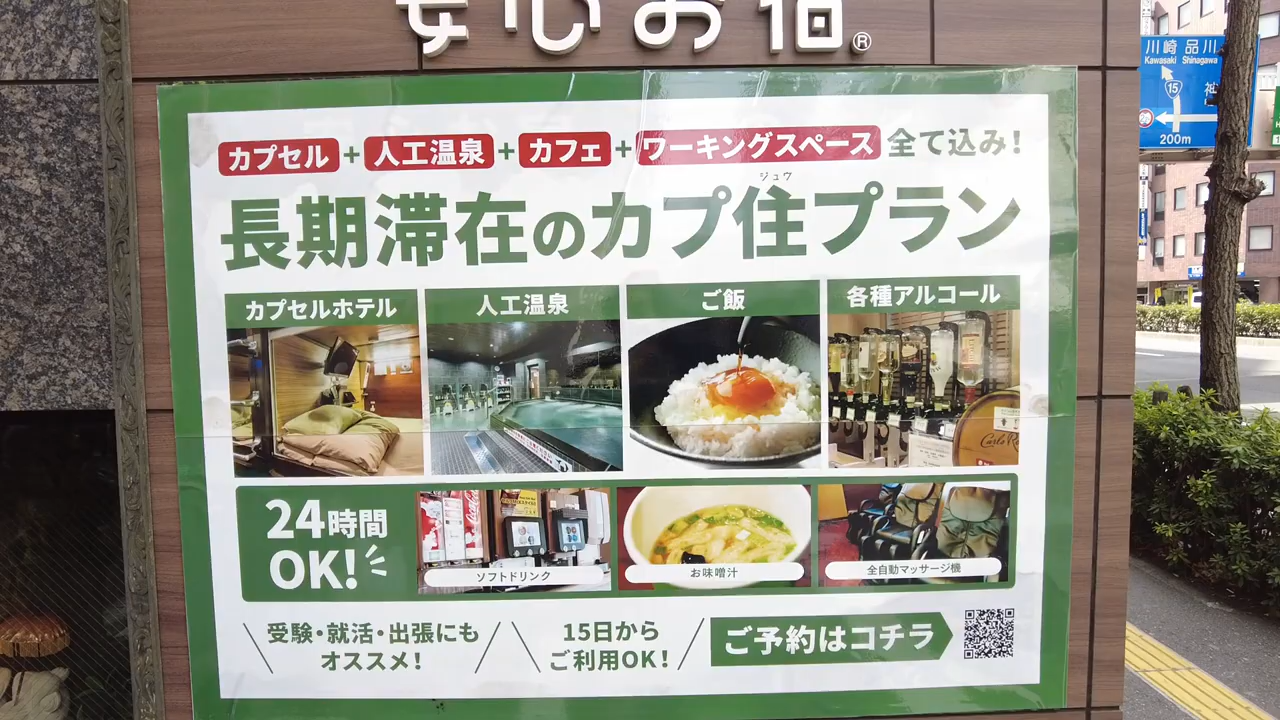 安心お宿®
カプセル+人工温泉+カフェ+ワーキングスペース 全て込み!
ジュウ
長期滞在のカプ住プラン
カプセルホテル
人工温泉
ご飯
各種アルコール
24時間
OK!
ソフトドリンク
お味噌汁
全自動マッサージ機
受験・就活・出張にも
オススメ!
15日から
ご利用OK!
ご予約はコチラ
川崎 品川
Kawasaki Shinagawa
15
200m